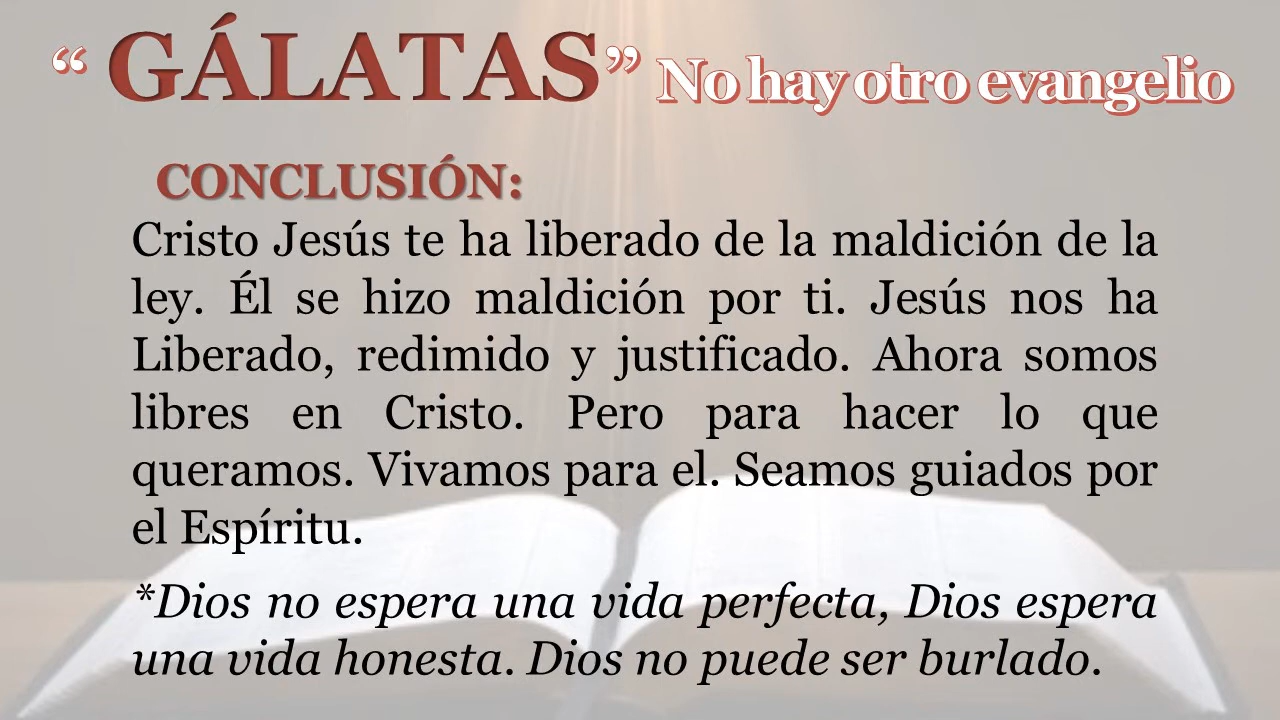 “ GÁLATAS” No hay otro evangelio
CONCLUSIÓN:
Cristo Jesús te ha liberado de la maldición de la
ley. Él se hizo maldición por ti. Jesús nos ha
Liberado, redimido y justificado. Ahora somos
libres en Cristo. Pero para hacer lo que
queramos. Vivamos para el. Seamos guiados por
el Espíritu.
*Dios no espera una vida perfecta, Dios espera
una vida honesta. Dios no puede ser burlado.